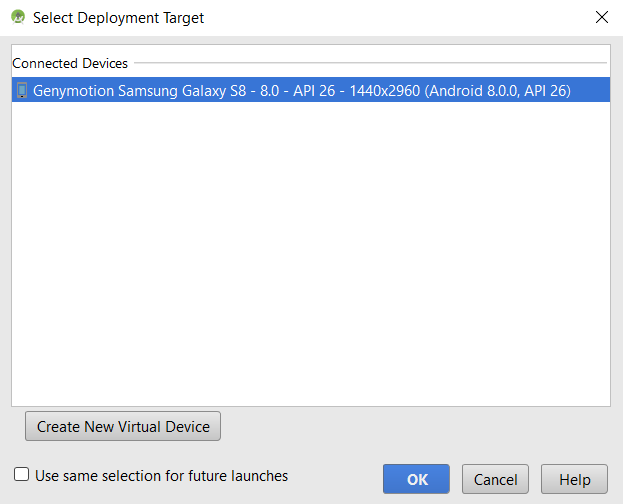 Select Deployment Target
Connected Devices
Genymotion Samsung Galaxy S8 - 8.0 - API 26 - 1440x2960 (Android 8.0.0, API 26)
Create New Virtual Device
Use same selection for future launches
OK
Cancel
Help